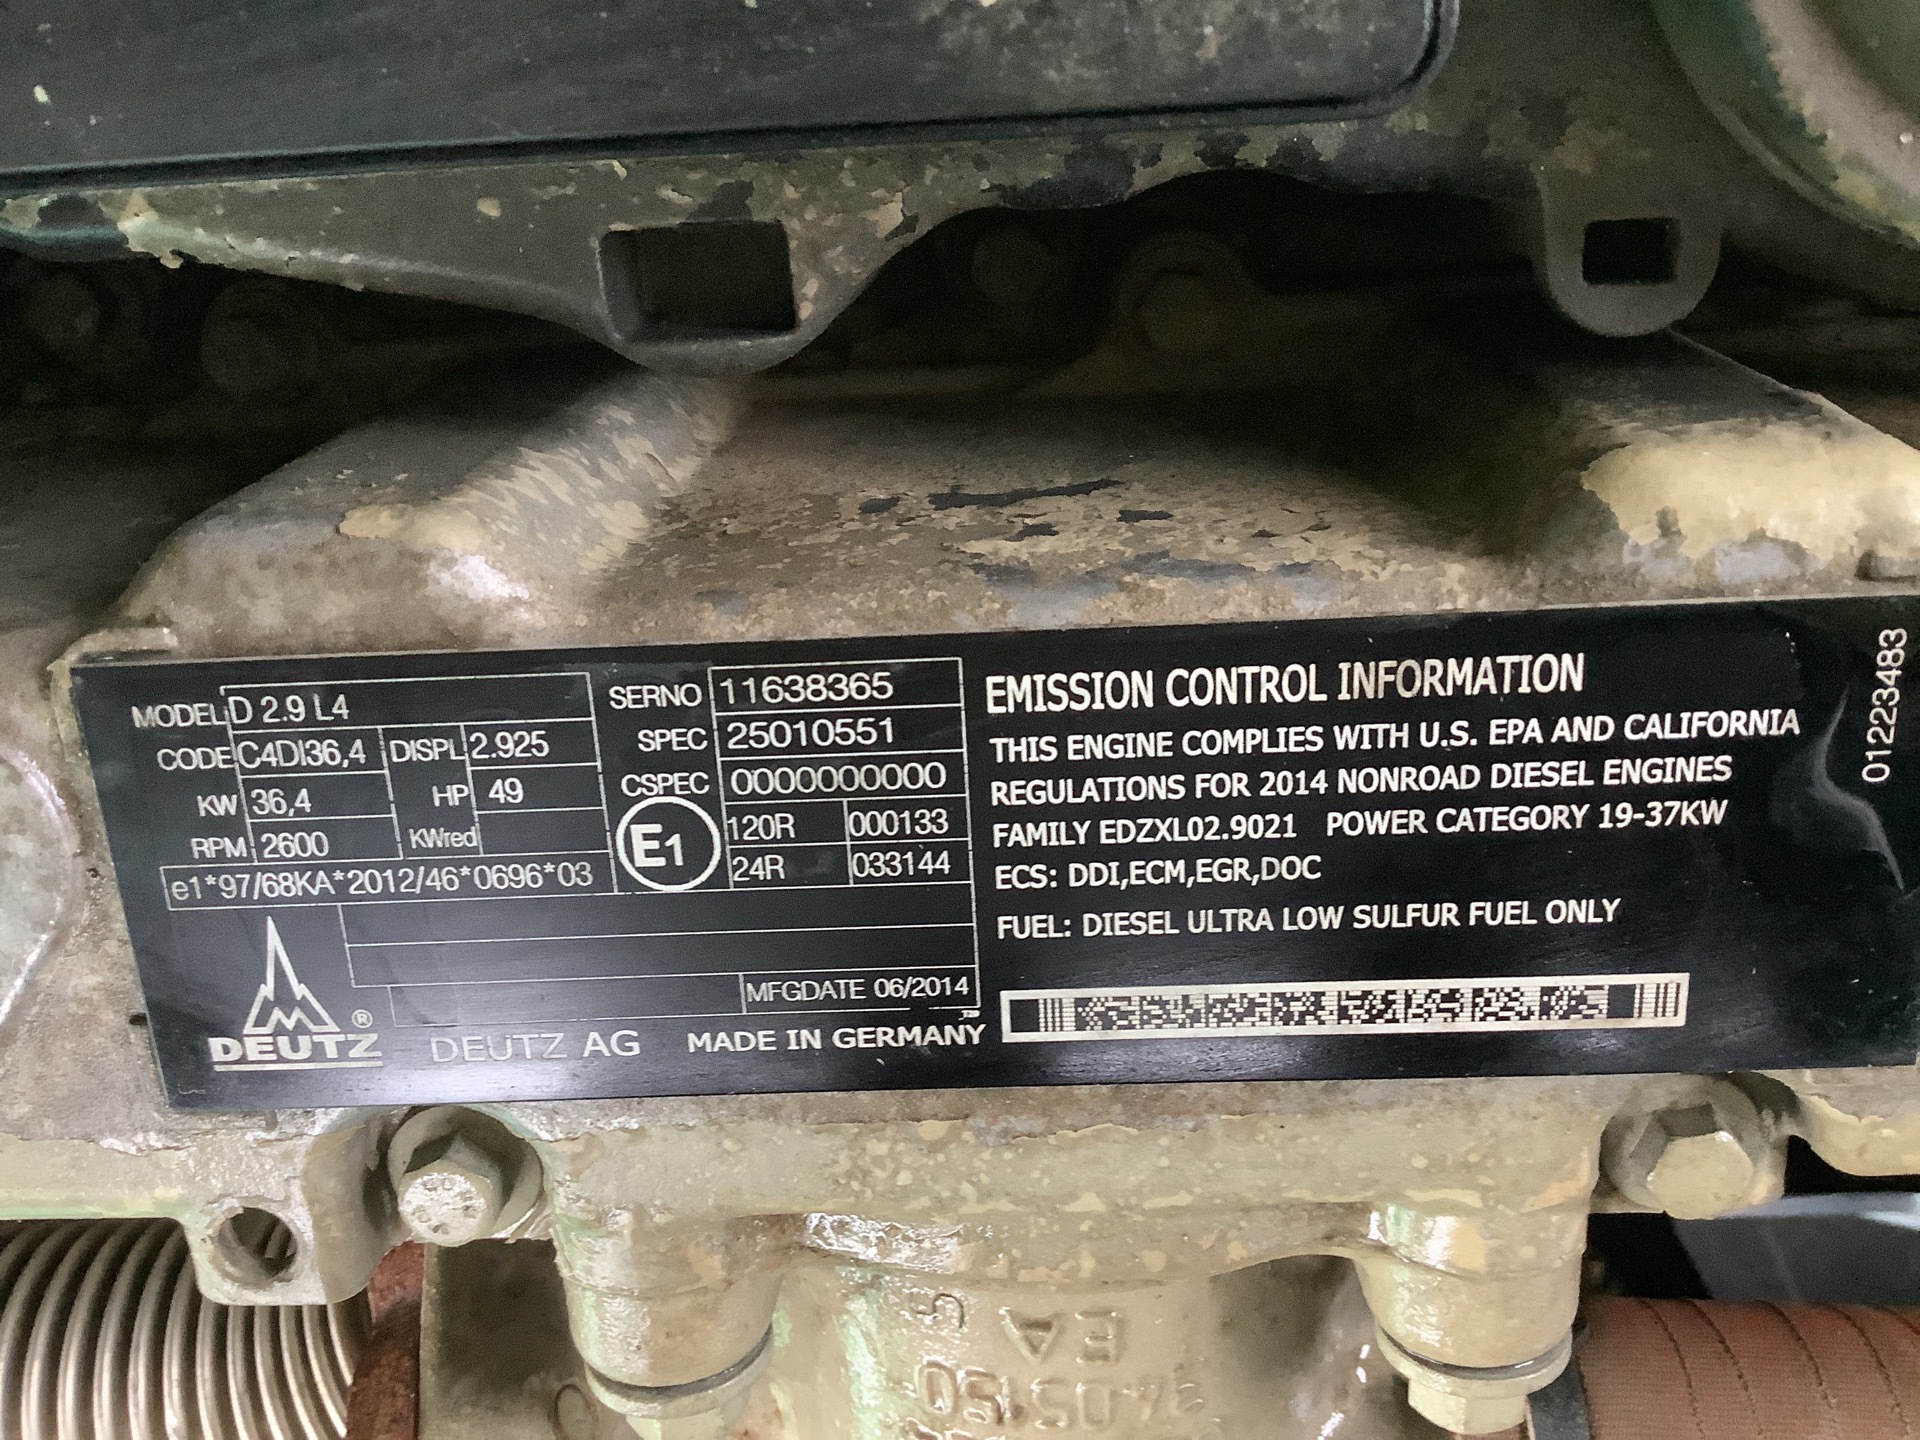 MODEL D 2.9 L4
CODE C4DI36,4 DISPL 2.925
KW 36,4 HP 49
RPM 2600 KWred
e1*97/68KA*2012/46*0696*03
SERNO 11638365
SPEC 25010551
CSPEC 0000000000
E1 120R 000133
24R 033144
MFGDATE 06/2014
DEUTZ ® DEUTZ AG MADE IN GERMANY
EMISSION CONTROL INFORMATION
THIS ENGINE COMPLIES WITH U.S. EPA AND CALIFORNIA
REGULATIONS FOR 2014 NONROAD DIESEL ENGINES
FAMILY EDZXL02.9021 POWER CATEGORY 19-37KW
ECS: DDI,ECM,EGR,DOC
FUEL: DIESEL ULTRA LOW SULFUR FUEL ONLY
01223483
EA